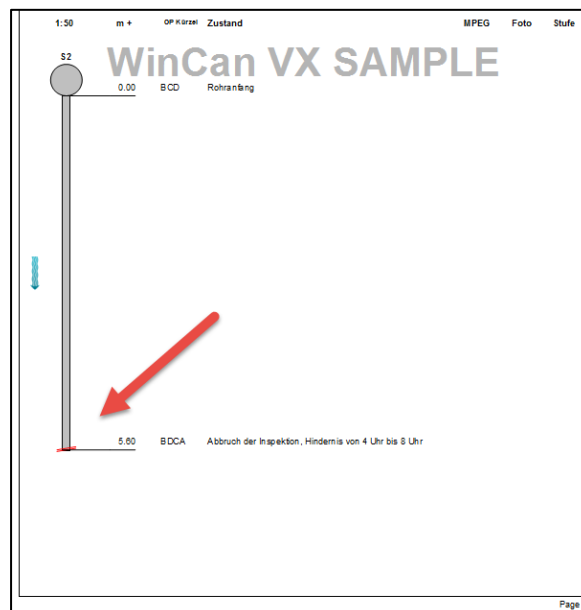 1:50 m + OP Kürzel Zustand MPEG Foto Stufe
WinCan VX SAMPLE
S2
0.00 BCD Rohranfang
5.60 BDCA Abbruch der Inspektion, Hindernis von 4 Uhr bis 8 Uhr
Page